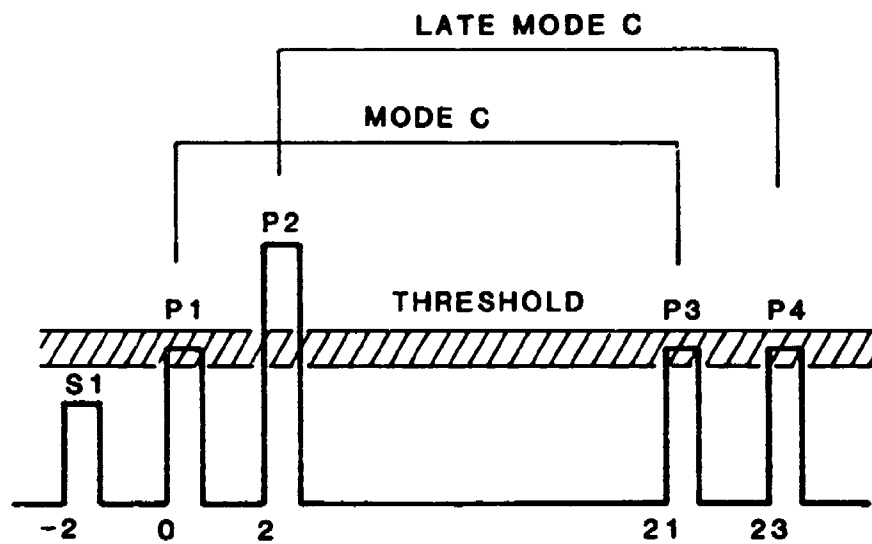 LATE MODE C
MODE C
P2
P1
THRESHOLD
P3
P4
S1
-2
0
2
21
23